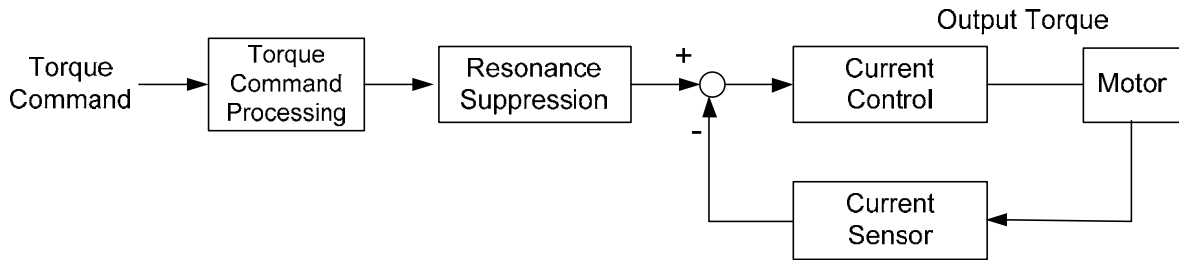 Output Torque
Torque
Command
Torque
Command
Processing
Resonance
Suppression
+
-
Current
Control
Motor
Current
Sensor